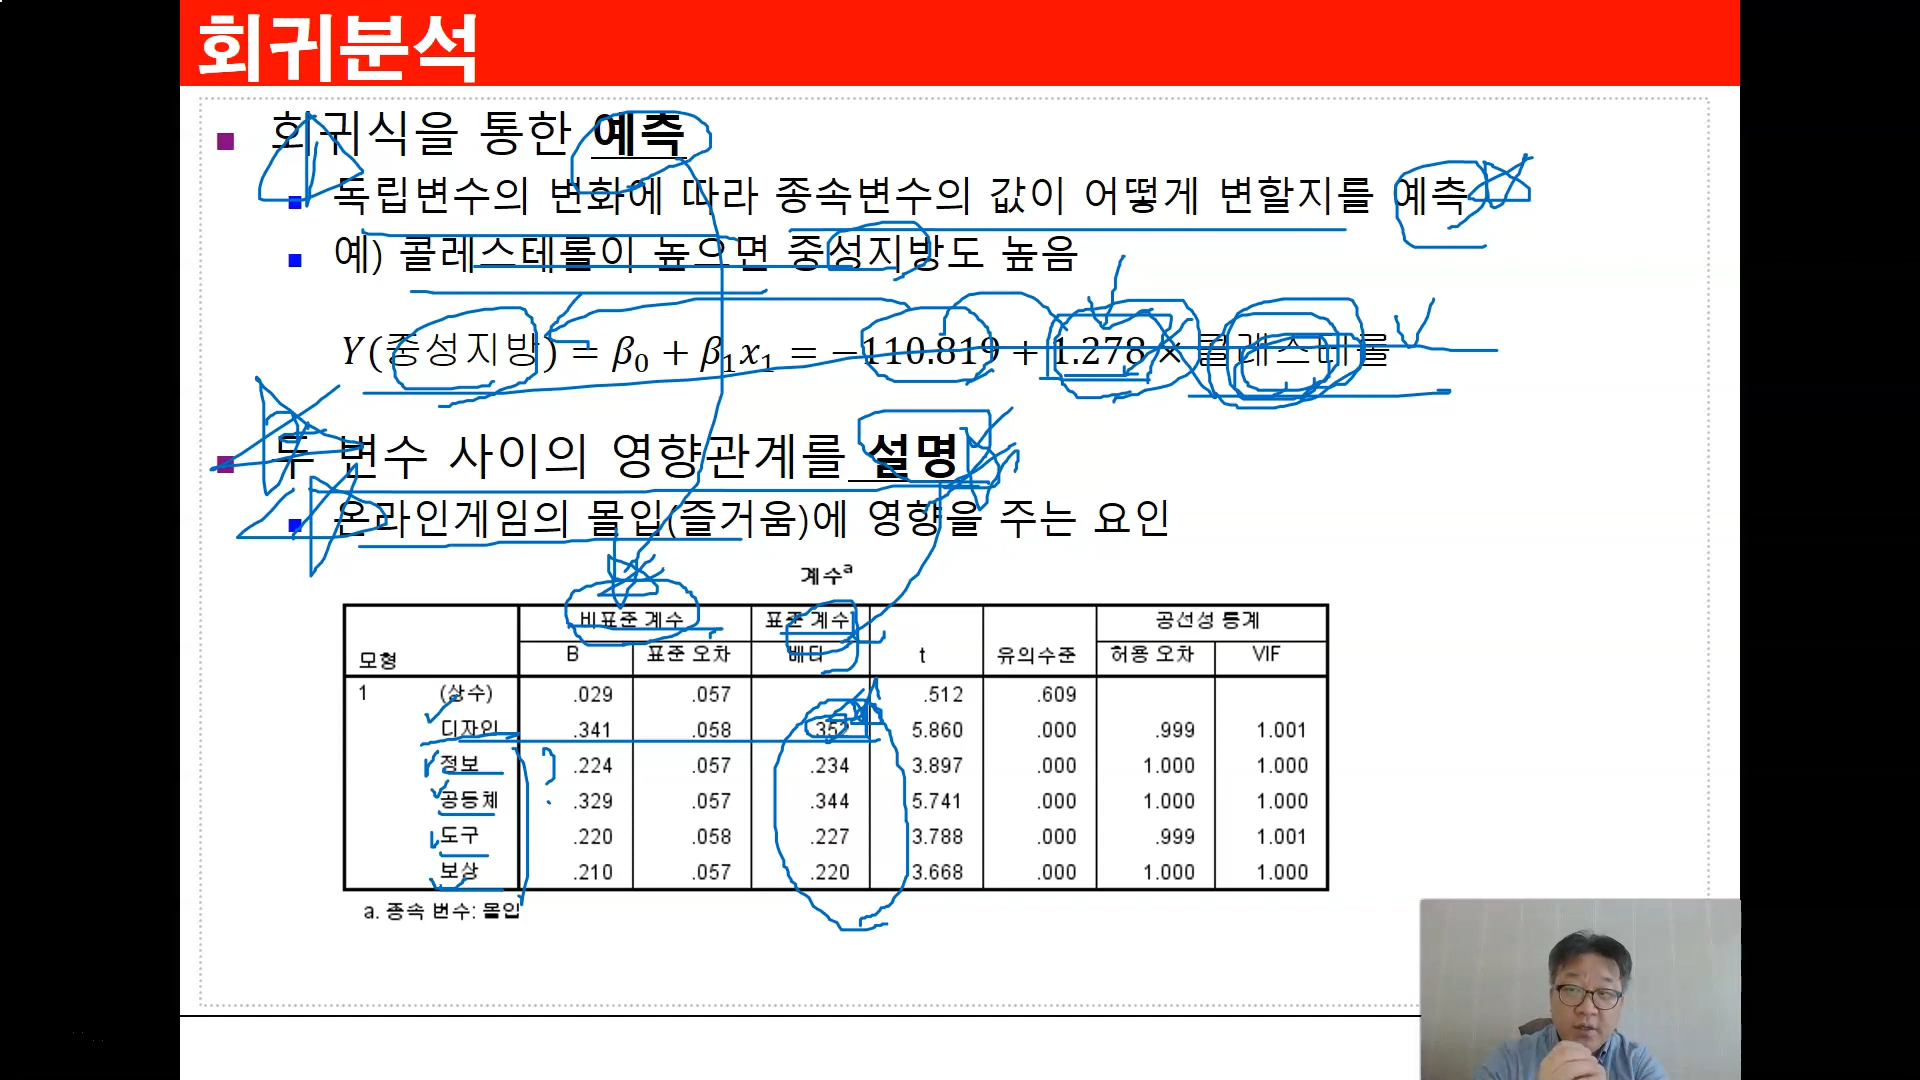 회귀분석
회귀식을 통한 예측
독립변수의 변화에 따라 종속변수의 값이 어떻게 변할지를 예측
예) 콜레스테롤이 높으면 중성지방도 높음
Y(중성지방) = β₀ + β₁x₁ = −110.819 + 1.278 × 콜레스테롤
두 변수 사이의 영향관계를 설명
온라인게임의 몰입(즐거움)에 영향을 주는 요인
계수ᵃ
모형 비표준 계수 표준 계수 t 유의수준 공선성 통계
B 표준 오차 베타 허용 오차 VIF
1 (상수) .029 .057 .512 .609
디자인 .341 .058 .352 5.860 .000 .999 1.001
정보 .224 .057 .234 3.897 .000 1.000 1.000
공동체 .329 .057 .344 5.741 .000 1.000 1.000
도구 .220 .058 .227 3.788 .000 .999 1.001
보상 .210 .057 .220 3.668 .000 1.000 1.000
a. 종속 변수: 몰입